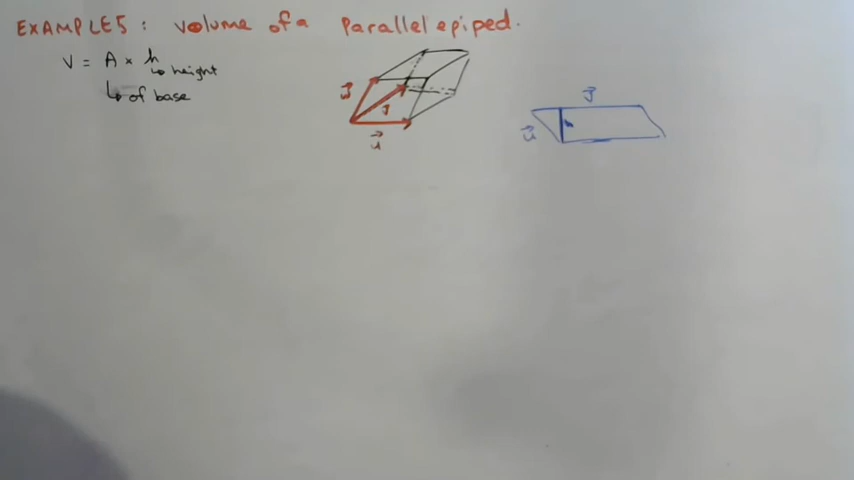 EXAMPLE 5: volume of a parallelepiped.
V = A × h
↳ height
↳ of base
u
u